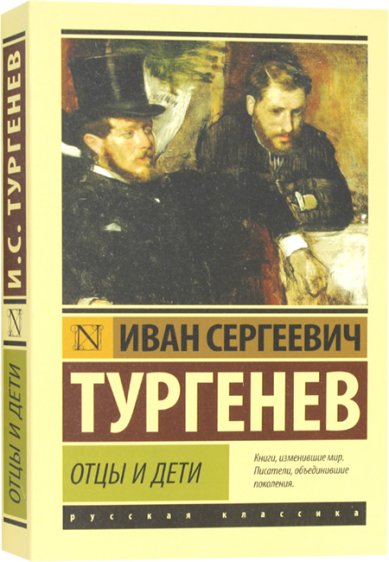 И.С. ТУРГЕНЕВ
N
ОТЦЫ И ДЕТИ
N
ИВАН СЕРГЕЕВИЧ
ТУРГЕНЕВ
ОТЦЫ И ДЕТИ
Книги, изменившие мир.
Писатели, объединившие
поколения.
русская классика